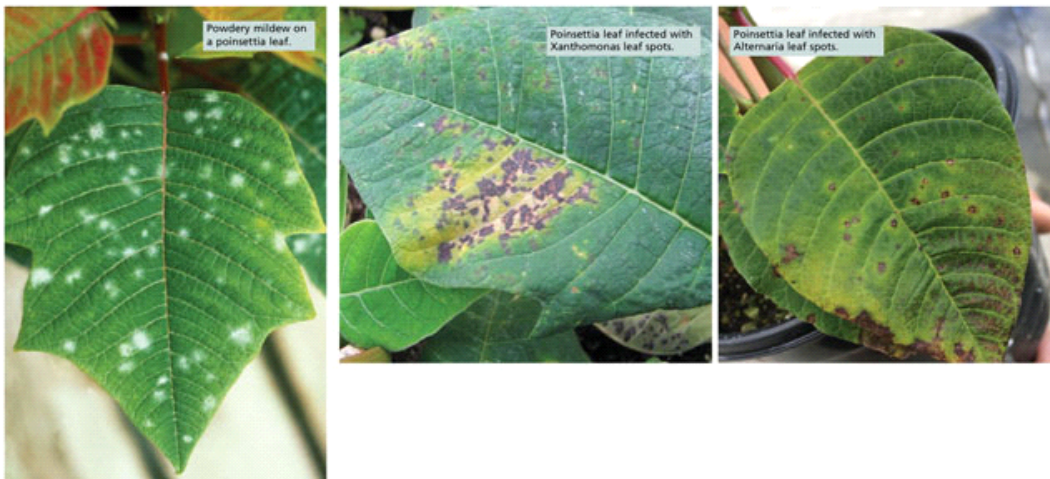 Powdery mildew on
a poinsettia leaf.
Poinsettia leaf infected with
Xanthomonas leaf spots.
Poinsettia leaf infected with
Alternaria leaf spots.